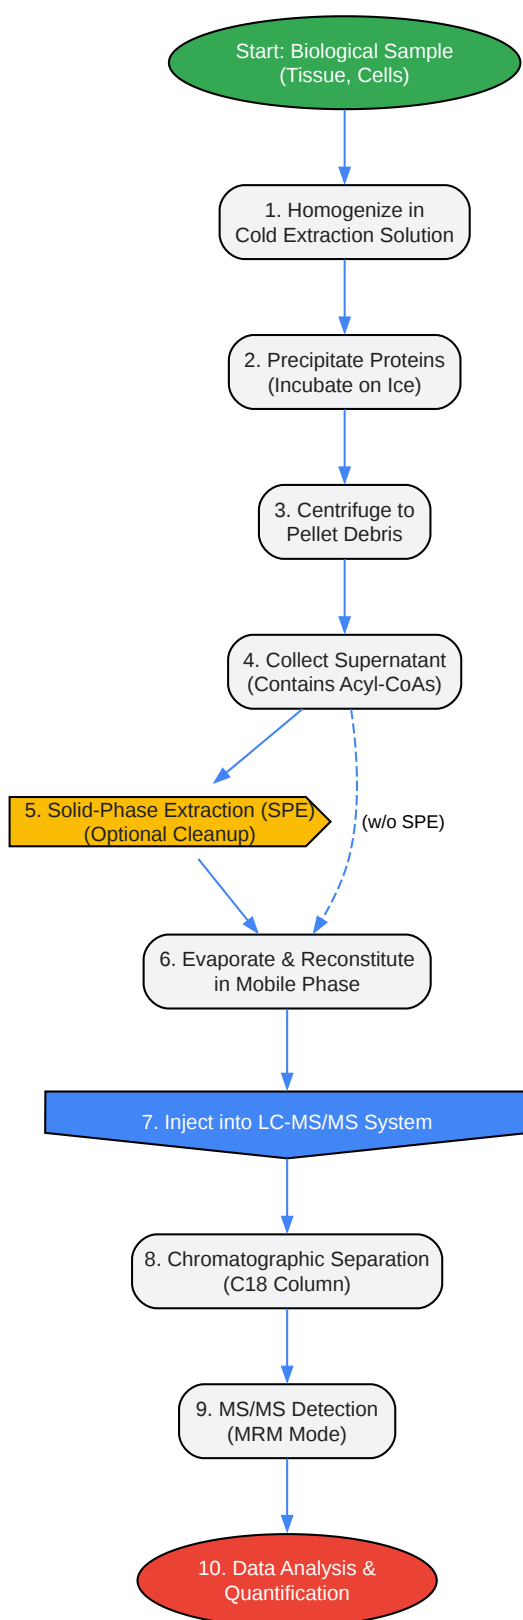 Start: Biological Sample
(Tissue, Cells)
1. Homogenize in
Cold Extraction Solution
2. Precipitate Proteins
(Incubate on Ice)
3. Centrifuge to
Pellet Debris
4. Collect Supernatant
(Contains Acyl-CoAs)
5. Solid-Phase Extraction (SPE)
(Optional Cleanup)
(w/o SPE)
6. Evaporate & Reconstitute
in Mobile Phase
7. Inject into LC-MS/MS System
8. Chromatographic Separation
(C18 Column)
9. MS/MS Detection
(MRM Mode)
10. Data Analysis &
Quantification